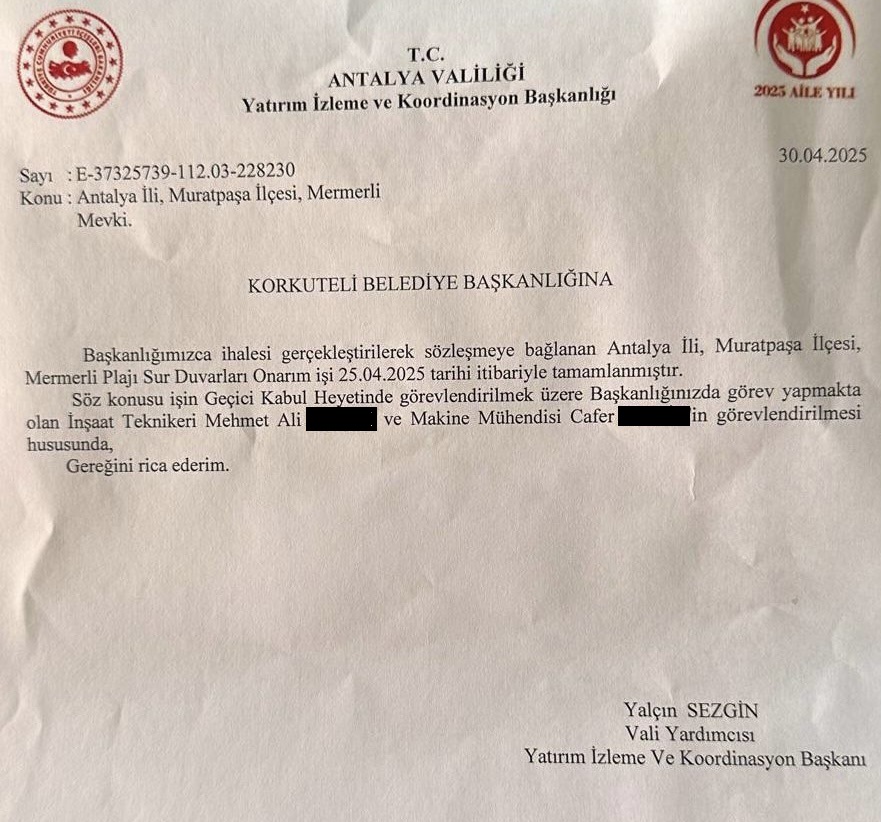 T.C.
ANTALYA VALİLİĞİ
Yatırım İzleme ve Koordinasyon Başkanlığı
2025 AİLE YILI
30.04.2025
Sayı : E-37325739-112.03-228230
Konu : Antalya İli, Muratpaşa İlçesi, Mermerli
Mevki.
KORKUTELİ BELEDİYE BAŞKANLIĞINA
Başkanlığımızca ihalesi gerçekleştirilerek sözleşmeye bağlanan Antalya İli, Muratpaşa İlçesi,
Mermerli Plajı Sur Duvarları Onarım işi 25.04.2025 tarihi itibariyle tamamlanmıştır.
Söz konusu işin Geçici Kabul Heyetinde görevlendirilmek üzere Başkanlığınızda görev yapmakta
olan İnşaat Teknikeri Mehmet Ali ve Makine Mühendisi Cafer in görevlendirilmesi
hususunda,
Gereğini rica ederim.
Yalçın SEZGİN
Vali Yardımcısı
Yatırım İzleme Ve Koordinasyon Başkanı